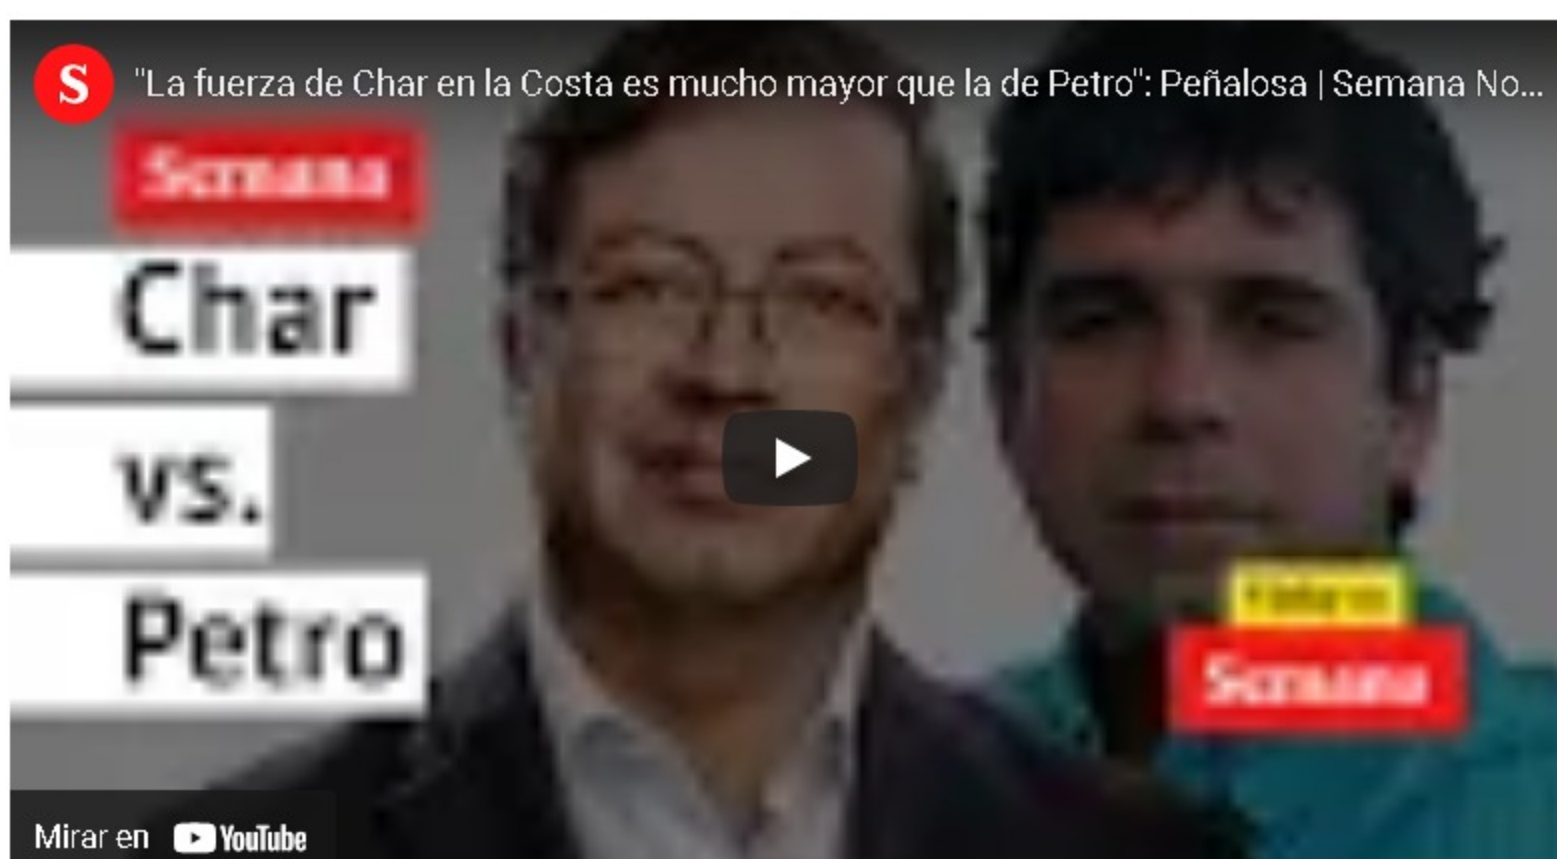 S "La fuerza de Char en la Costa es mucho mayor que la de Petro": Peñalosa | Semana No...
Semana
Char
vs.
Petro
Semana
Mirar en YouTube